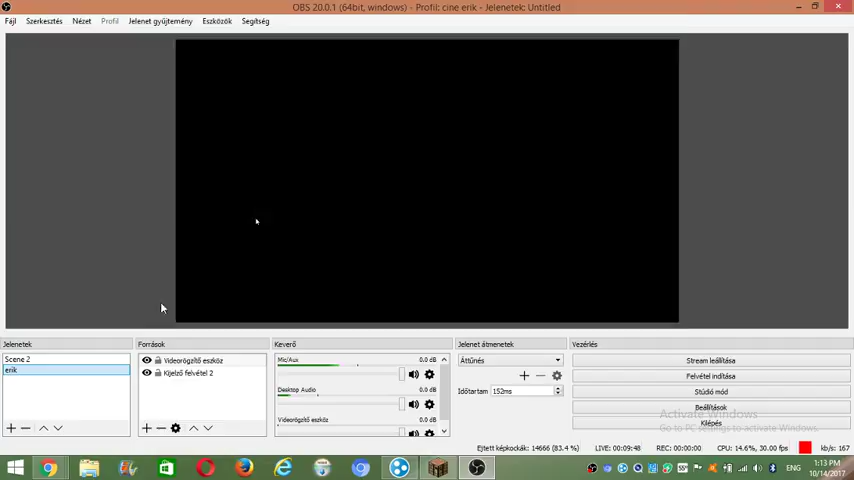 OBS 20.0.1 (64bit, windows) - Profil: cine erik - Jelenetek: Untitled
Fájl Szerkesztés Nézet Profil Jelenet gyűjtemény Eszközök Segítség
Jelenetek
Scene 2
erik
Források
Videorögzítő eszköz
Kijelző felvétel 2
Keverő
Mic/Aux 0.0 dB
Desktop Audio 0.0 dB
Videorögzítő eszköz 0.0 dB
Jelenet átmenetek
Áttűnés
Időtartam 152ms
Vezérlés
Stream leállítása
Felvétel indítása
Stúdió mód
Beállítások
Kilépés
Activate Windows
Go to PC settings to activate Windows.
Ejtett képkockák: 14666 (83.4 %) LIVE: 00:09:48 REC: 00:00:00 CPU: 14.6%, 30.00 fps kb/s: 167
ENG
1:13 PM
10/14/2017